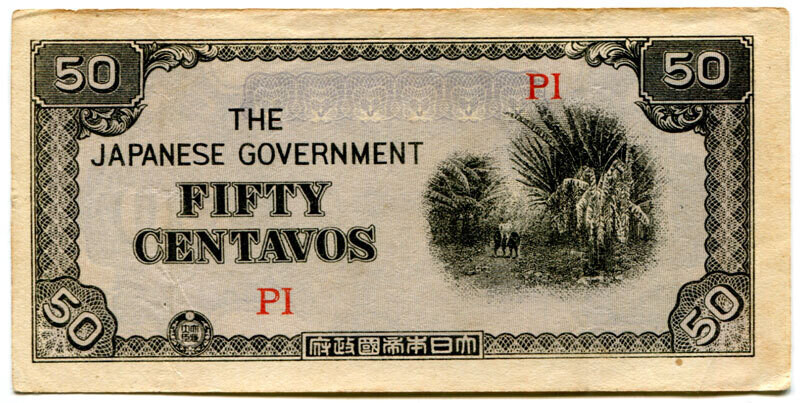 50
50
PI
THE
JAPANESE GOVERNMENT
FIFTY
CENTAVOS
PI
50
50
府政國帝本日大